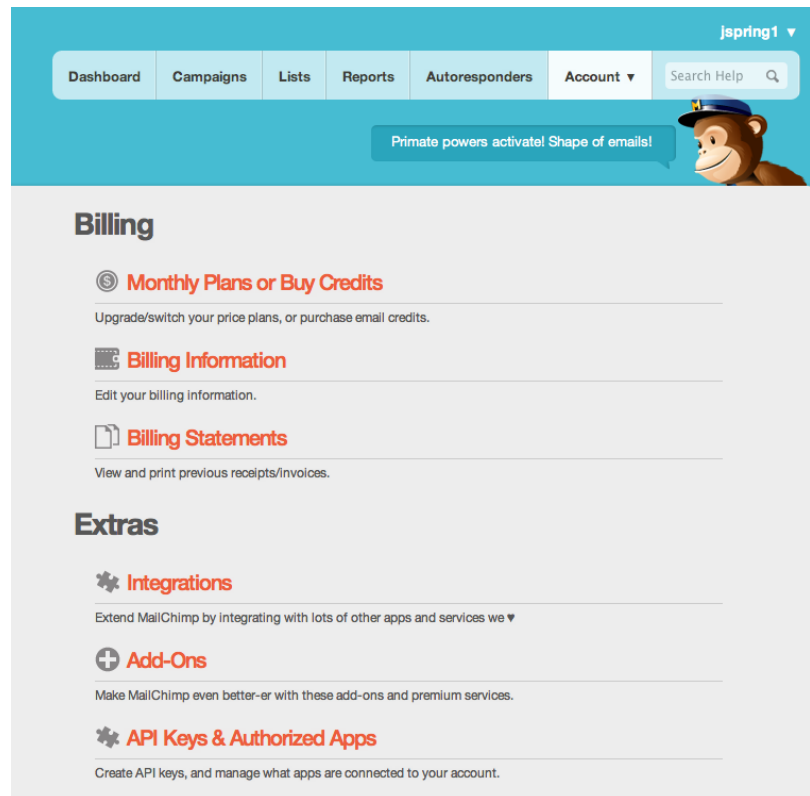 jspring1 ▼
Dashboard Campaigns Lists Reports Autoresponders Account ▼ Search Help
Primate powers activate! Shape of emails!
Billing
Monthly Plans or Buy Credits
Upgrade/switch your price plans, or purchase email credits.
Billing Information
Edit your billing information.
Billing Statements
View and print previous receipts/invoices.
Extras
Integrations
Extend MailChimp by integrating with lots of other apps and services we ♥
Add-Ons
Make MailChimp even better-er with these add-ons and premium services.
API Keys & Authorized Apps
Create API keys, and manage what apps are connected to your account.